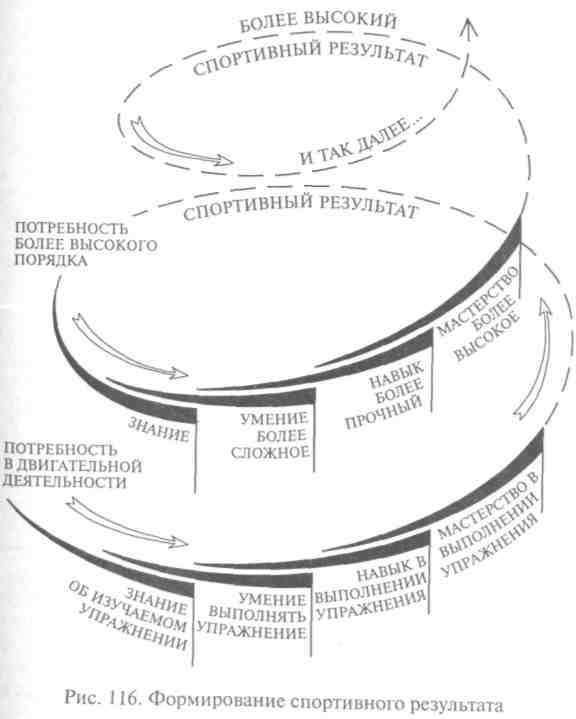 БОЛЕЕ ВЫСОКИЙ
СПОРТИВНЫЙ РЕЗУЛЬТАТ
И ТАК ДАЛЕЕ...
СПОРТИВНЫЙ РЕЗУЛЬТАТ
ПОТРЕБНОСТЬ
БОЛЕЕ ВЫСОКОГО
ПОРЯДКА
ЗНАНИЕ
УМЕНИЕ
БОЛЕЕ
СЛОЖНОЕ
НАВЫК
БОЛЕЕ
ПРОЧНЫЙ
МАСТЕРСТВО
БОЛЕЕ
ВЫСОКОЕ
ПОТРЕБНОСТЬ
В ДВИГАТЕЛЬНОЙ
ДЕЯТЕЛЬНОСТИ
ЗНАНИЕ
ОБ ИЗУЧАЕМОМ
УПРАЖНЕНИИ
УМЕНИЕ
ВЫПОЛНЯТЬ
УПРАЖНЕНИЕ
НАВЫК В
ВЫПОЛНЕНИИ
УПРАЖНЕНИЯ
МАСТЕРСТВО В
ВЫПОЛНЕНИИ
УПРАЖНЕНИЯ
Рис. 116. Формирование спортивного результата